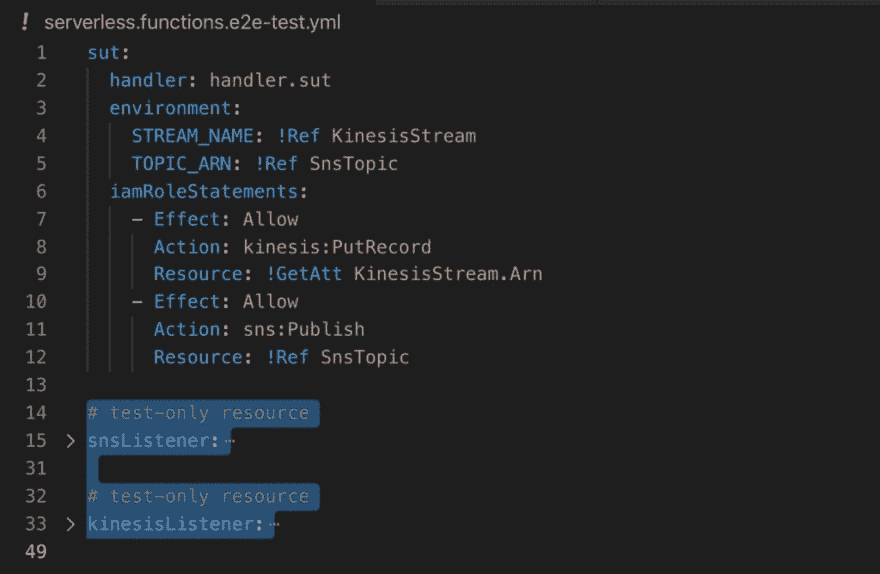 ! serverless.functions.e2e-test.yml
1 sut:
2   handler: handler.sut
3   environment:
4     STREAM_NAME: !Ref KinesisStream
5     TOPIC_ARN: !Ref SnsTopic
6   iamRoleStatements:
7     - Effect: Allow
8       Action: kinesis:PutRecord
9       Resource: !GetAtt KinesisStream.Arn
10     - Effect: Allow
11       Action: sns:Publish
12       Resource: !Ref SnsTopic
13
14 # test-only resource
15 > snsListener:…
31
32 # test-only resource
33 > kinesisListener:…
49